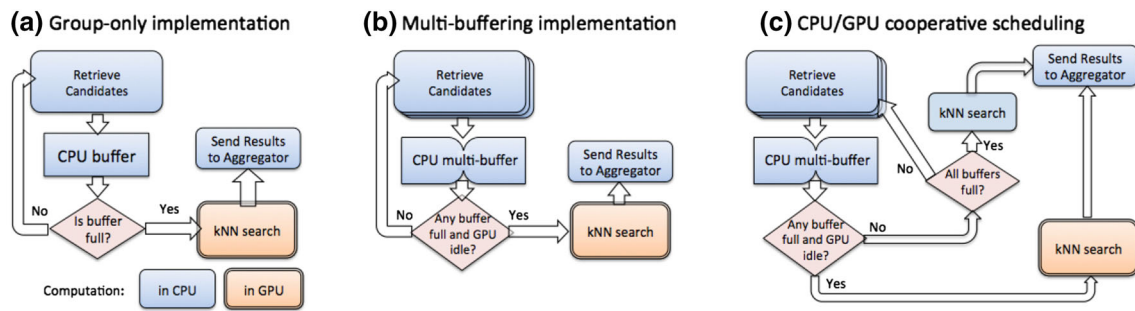 (a) Group-only implementation
Retrieve
Candidates
CPU buffer
Send Results
to Aggregator
No
Is buffer
full?
Yes
kNN search
Computation:
in CPU
in GPU
(b) Multi-buffering implementation
Retrieve
Candidates
CPU multi-buffer
Send Results
to Aggregator
No
Any buffer
full and GPU
idle?
Yes
kNN search
(c) CPU/GPU cooperative scheduling
Retrieve
Candidates
Send Results
to Aggregator
kNN search
CPU multi-buffer
No
Yes
All buffers
full?
Any buffer
full and GPU
idle?
No
kNN search
Yes